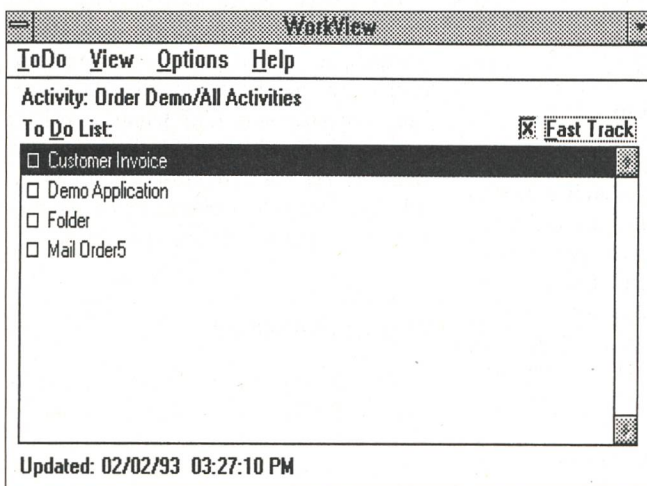 WorkView
ToDo View Options Help
Activity: Order Demo/All Activities
To Do List: Fast Track
Customer Invoice
Demo Application
Folder
Mail Order5
Updated: 02/02/93 03:27:10 PM